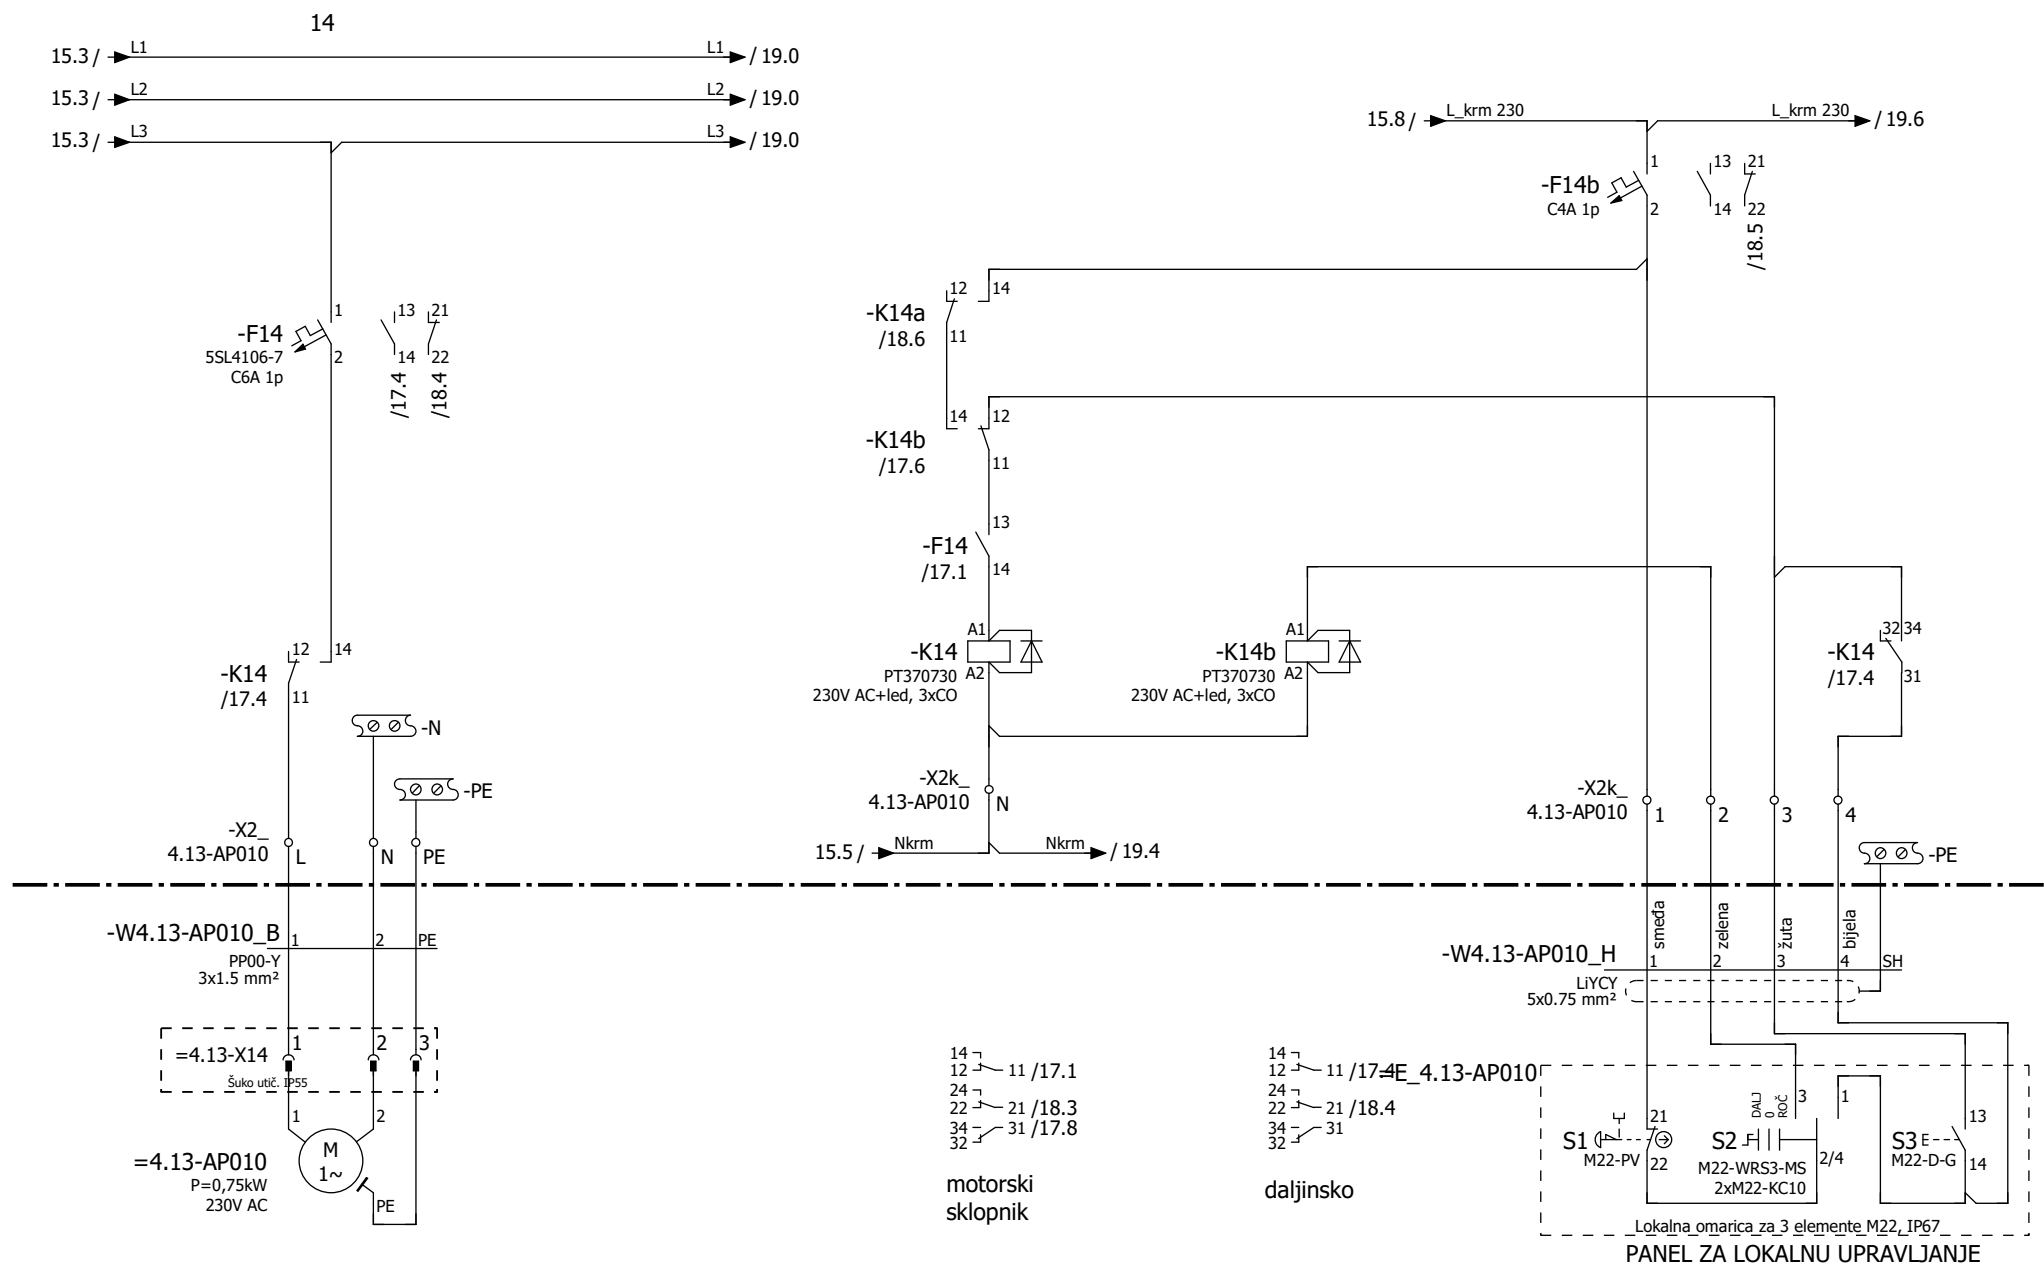 14
15.3 / L1 L1 / 19.0
15.3 / L2 L2 / 19.0
15.3 / L3 L3 / 19.0
15.8 / L_krm 230 L_krm 230 / 19.6
-F14b
C4A 1p
1
2
13
14
21
22
/18.5
-F14
5SL4106-7
C6A 1p
1
2
13
14
/17.4
21
22
/18.4
-K14a
/18.6
12 14
11
-K14b
/17.6
14 12
11
-F14
/17.1
13
14
-K14
PT370730
230V AC+led, 3xCO
A1
A2
-K14b
PT370730
230V AC+led, 3xCO
A1
A2
-K14
/17.4
32 34
31
-K14
/17.4
12 14
11
-N
-PE
-X2_
4.13-AP010
L N PE
-X2k_
4.13-AP010
N
15.5 / Nkrm Nkrm / 19.4
-X2k_
4.13-AP010
1 2 3 4
-PE
-W4.13-AP010_B
PP00-Y
3x1.5 mm²
1 2 PE
-W4.13-AP010_H
LiYCY
5x0.75 mm²
smeđa zelena žuta bijela
1 2 3 4 SH
=4.13-X14
Šuko utič. IP55
1 2 3
1 2
M
1~
PE
=4.13-AP010
P=0,75kW
230V AC
14
12 11 /17.1
24
22 21 /18.3
34 31 /17.8
32
motorski
sklopnik
14
12 11 /17.4
24
22 21 /18.4
34 31
32
daljinsko
=E_4.13-AP010
S1
M22-PV
21
22
DALJ
0
ROČ
S2
M22-WRS3-MS
2xM22-KC10
3 1
2/4
S3
M22-D-G
13
14
Lokalna omarica za 3 elemente M22, IP67
PANEL ZA LOKALNU UPRAVLJANJE